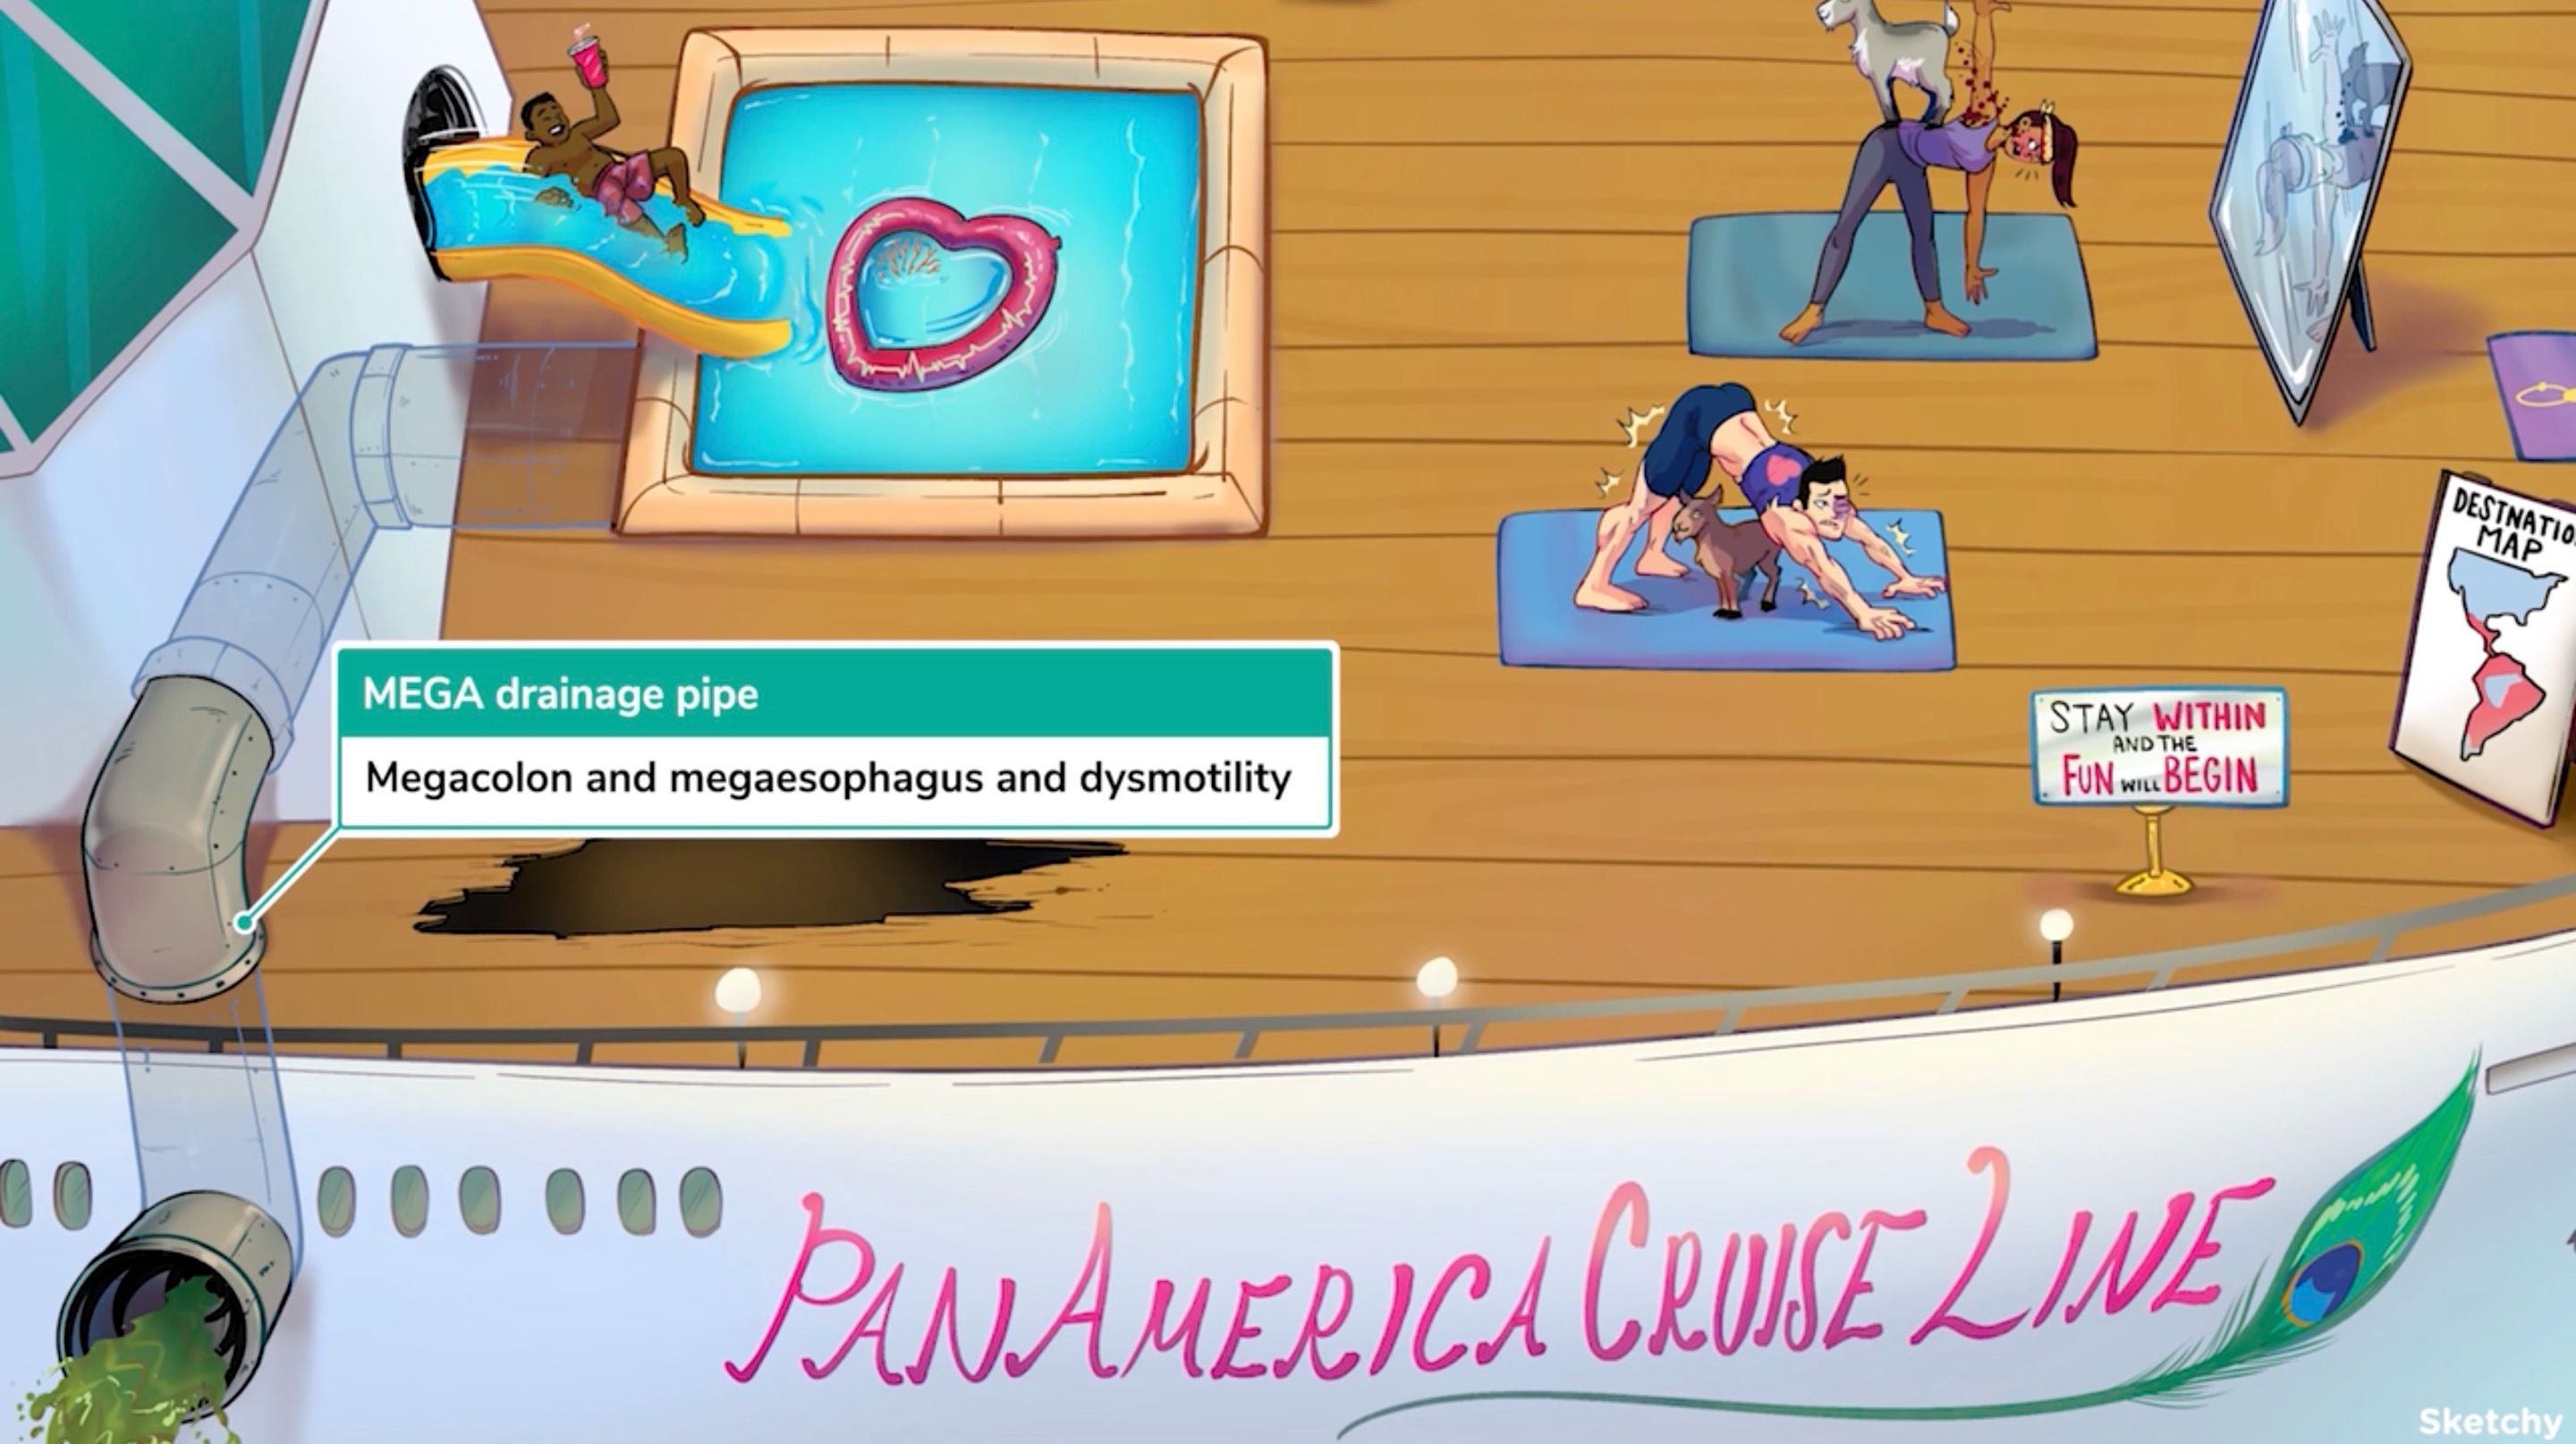 MEGA drainage pipe
Megacolon and megaesophagus and dysmotility
DESTNATIO
MAP
STAY WITHIN
AND THE
FUN WILL BEGIN
PANAMERICA CRUISE LINE
Sketchy